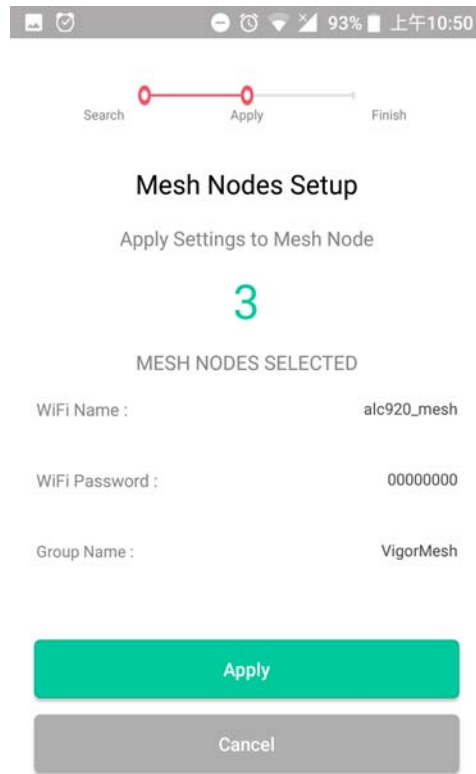 93% 上午10:50
Search Apply Finish
Mesh Nodes Setup
Apply Settings to Mesh Node
3
MESH NODES SELECTED
WiFi Name : alc920_mesh
WiFi Password : 00000000
Group Name : VigorMesh
Apply
Cancel